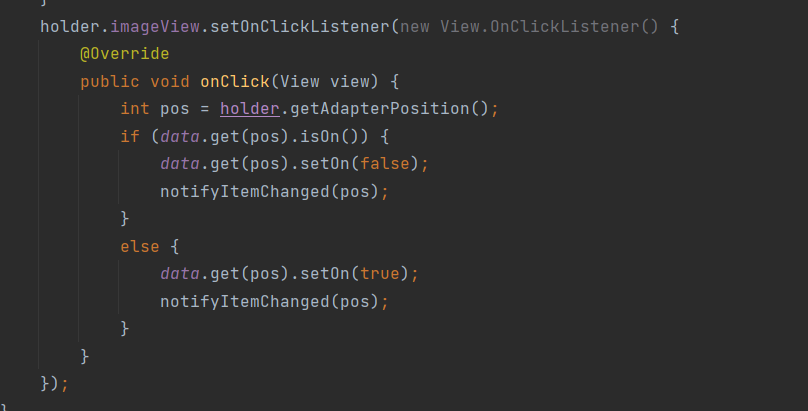 }
holder.imageView.setOnClickListener(new View.OnClickListener() {
@Override
public void onClick(View view) {
int pos = holder.getAdapterPosition();
if (data.get(pos).isOn()) {
data.get(pos).setOn(false);
notifyItemChanged(pos);
}
else {
data.get(pos).setOn(true);
notifyItemChanged(pos);
}
}
});
}